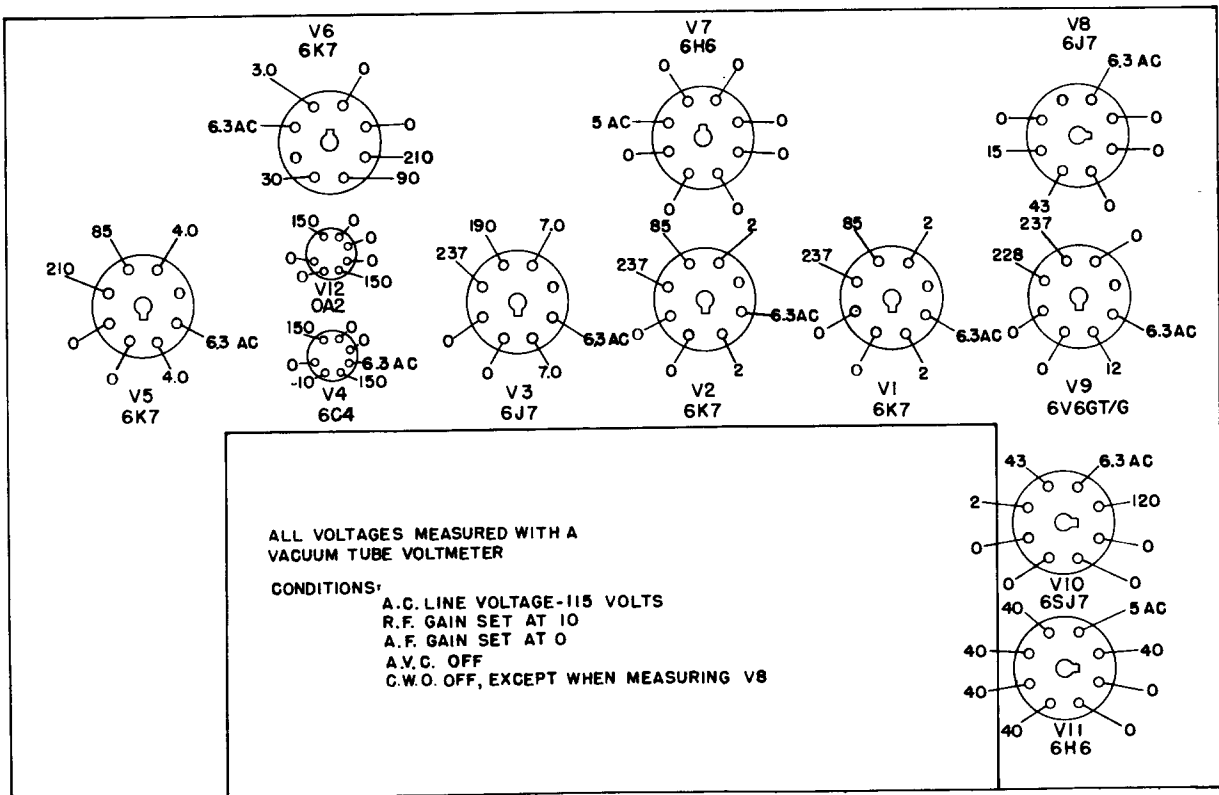 V6
6K7
3.0 0
6.3AC 0
210
30 90
V7
6H6
0 0
5 AC 0
0 0
0 0
V8
6J7
6.3 AC
0 0
15 0
43 0
85 4.0
210
0 6.3 AC
0 4.0
V5
6K7
150 0
0
0 0
0 150
V12
OA2
150 0
0 6.3AC
-10 150
V4
6C4
190 7.0
237
0 6.3AC
0 7.0
V3
6J7
85 2
237
0 6.3AC
0 2
V2
6K7
85 2
237
0 6.3AC
0 2
V1
6K7
237 0
228
0 6.3AC
0 12
V9
6V6GT/G
43 6.3AC
2 120
0 0
0 0
V10
6SJ7
40 5 AC
40 40
40 0
40 0
V11
6H6
ALL VOLTAGES MEASURED WITH A
VACUUM TUBE VOLTMETER
CONDITIONS:
A.C. LINE VOLTAGE-115 VOLTS
R.F. GAIN SET AT 10
A.F. GAIN SET AT 0
A.V.C. OFF
C.W.O. OFF, EXCEPT WHEN MEASURING V8